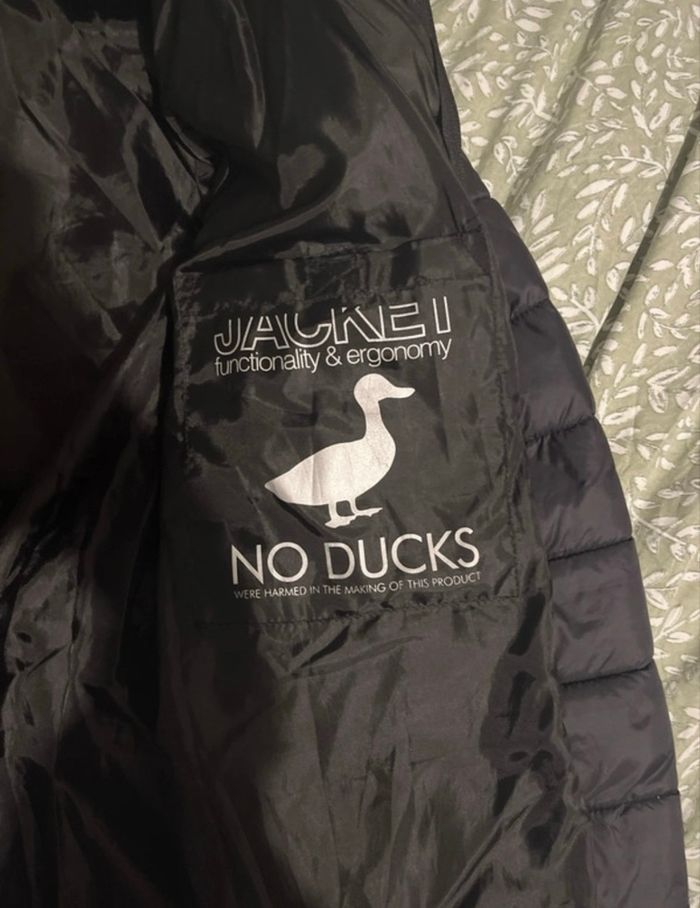 JACKET
functionality & ergonomy
NO DUCKS
WERE HARMED IN THE MAKING OF THIS PRODUCT